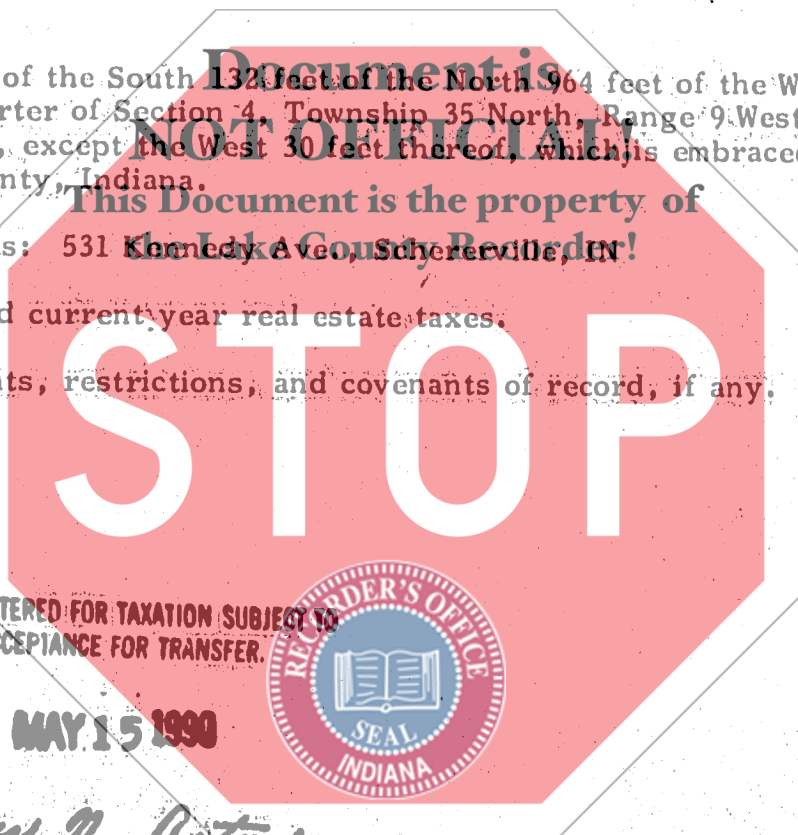 Document is
NOT OFFICIAL!
This Document is the property of
the Lake County Recorder!
of the South 132 feet of the North 964 feet of the W
rter of Section 4, Township 35 North, Range 9 West
, except the West 30 feet thereof, which is embraced
nty, Indiana.
s: 531 Kennedy Ave., Schererville, IN
d current year real estate taxes.
ts, restrictions, and covenants of record, if any.
STOP
TERED FOR TAXATION SUBJECT TO
CCEPTANCE FOR TRANSFER.
MAY 15 1990
RECORDER'S OFFICE
SEAL
INDIANA